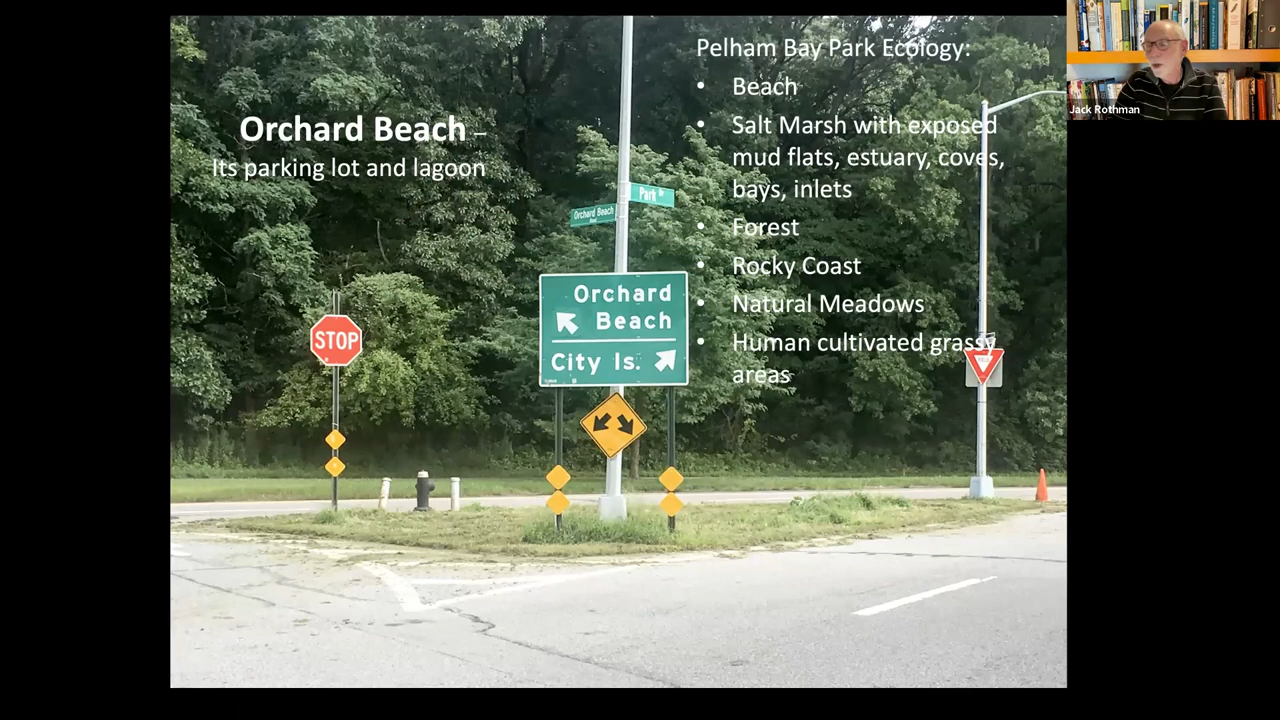 Orchard Beach –
Its parking lot and lagoon
Pelham Bay Park Ecology:
• Beach
• Salt Marsh with exposed
mud flats, estuary, coves,
bays, inlets
• Forest
• Rocky Coast
• Natural Meadows
• Human cultivated grassy
areas
Park Dr
Orchard Beach
Orchard
Beach
City Is.
STOP
YIELD
Jack Rothman